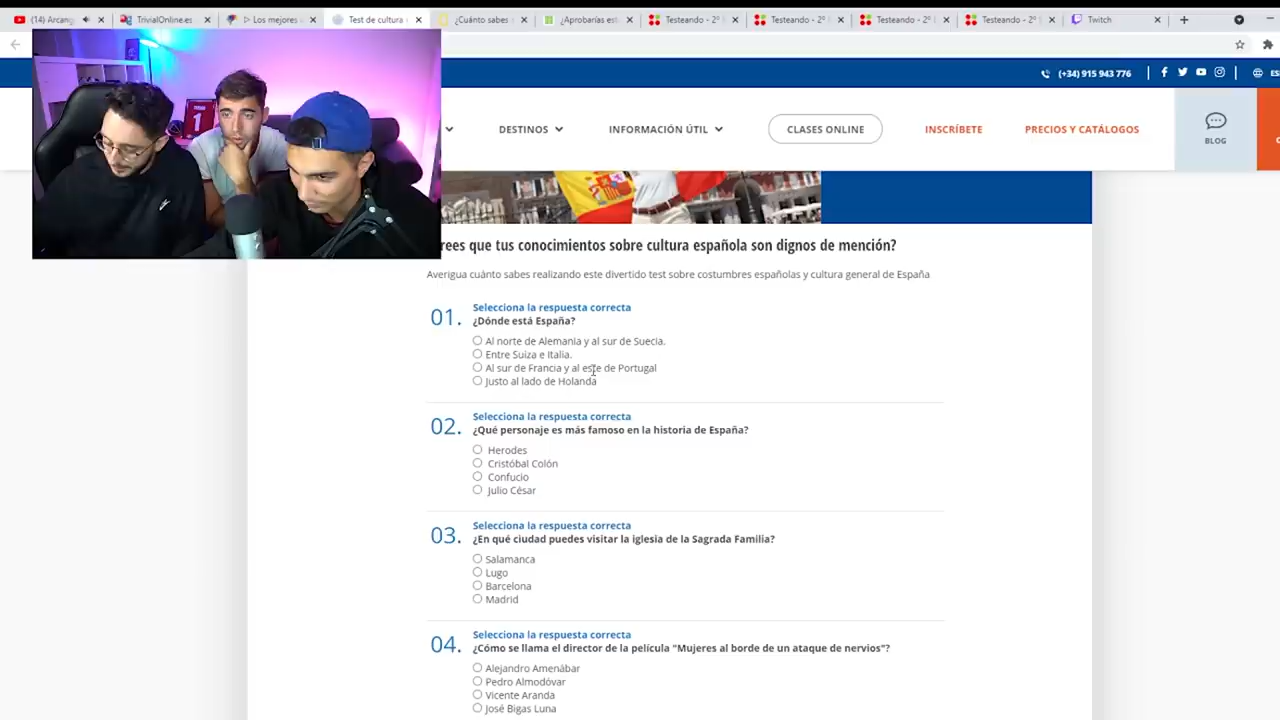 (14) Arcang
TrivialOnline.es
Los mejores
Test de cultura
¿Cuánto sabes
¿Aprobarías est
Testeando - 2º
Testeando - 2º
Testeando - 2º
Testeando - 2º
Twitch
(+34) 915 943 776
DESTINOS
INFORMACIÓN ÚTIL
CLASES ONLINE
INSCRÍBETE
PRECIOS Y CATÁLOGOS
BLOG
rees que tus conocimientos sobre cultura española son dignos de mención?
Averigua cuánto sabes realizando este divertido test sobre costumbres españolas y cultura general de España
01.
Selecciona la respuesta correcta
¿Dónde está España?
Al norte de Alemania y al sur de Suecia.
Entre Suiza e Italia.
Al sur de Francia y al este de Portugal
Justo al lado de Holanda
02.
Selecciona la respuesta correcta
¿Qué personaje es más famoso en la historia de España?
Herodes
Cristóbal Colón
Confucio
Julio César
03.
Selecciona la respuesta correcta
¿En qué ciudad puedes visitar la iglesia de la Sagrada Familia?
Salamanca
Lugo
Barcelona
Madrid
04.
Selecciona la respuesta correcta
¿Cómo se llama el director de la película "Mujeres al borde de un ataque de nervios"?
Alejandro Amenábar
Pedro Almodóvar
Vicente Aranda
José Bigas Luna